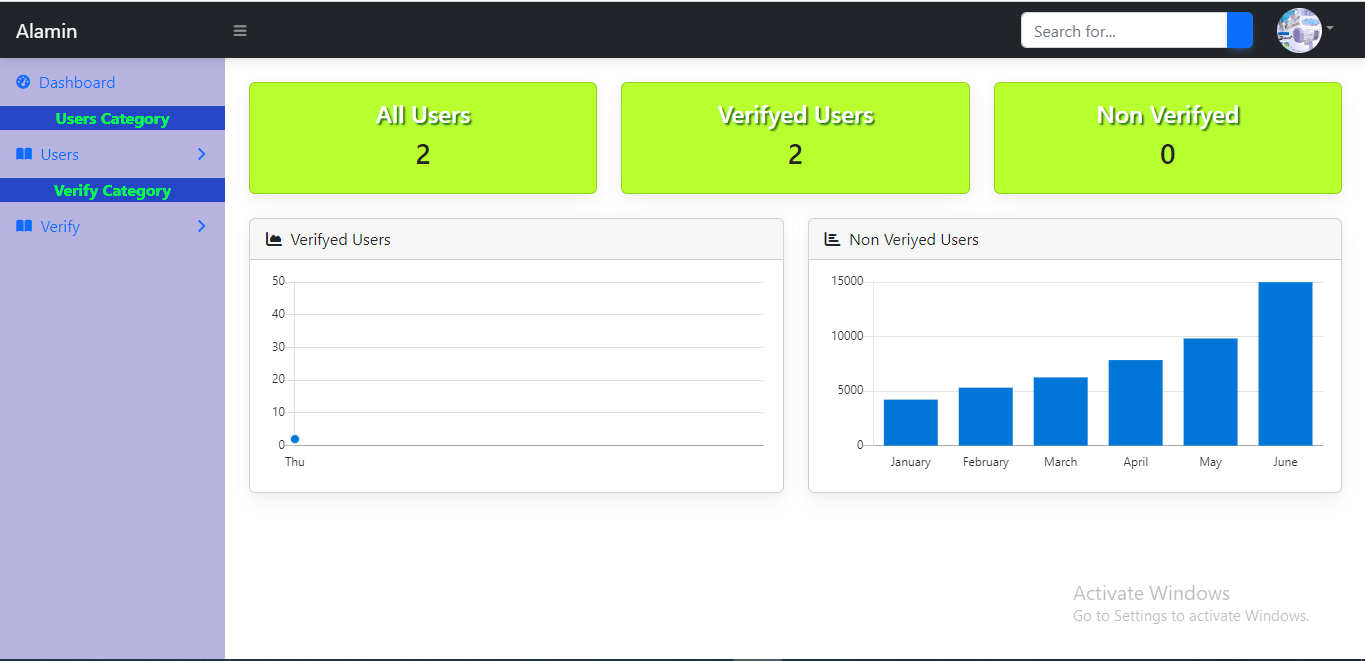 Alamin
Search for...
Dashboard
Users Category
Users
Verify Category
Verify
All Users
2
Verifyed Users
2
Non Verifyed
0
Verifyed Users
50
40
30
20
10
0
Thu
Non Veriyed Users
15000
10000
5000
0
January February March April May June
Activate Windows
Go to Settings to activate Windows.